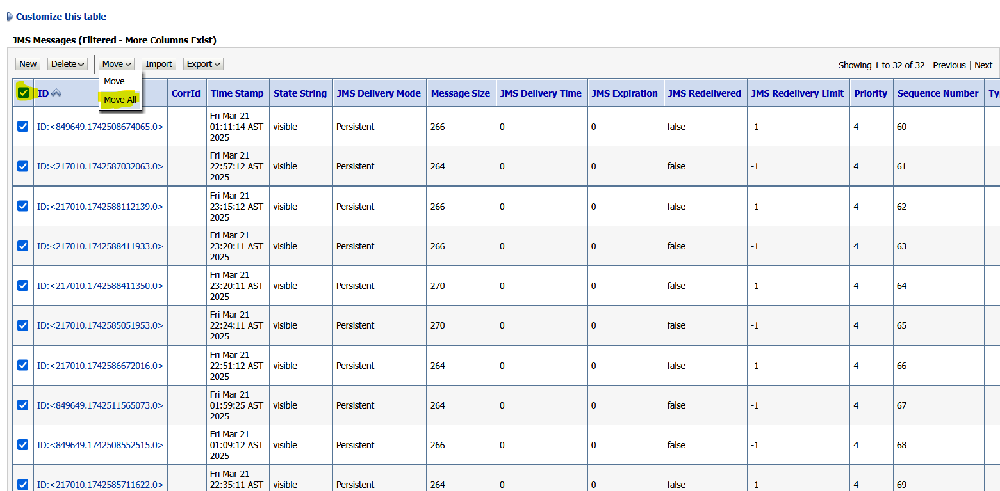 Customize this table
JMS Messages (Filtered - More Columns Exist)
New Delete Move Import Export Showing 1 to 32 of 32 Previous | Next
Move
Move All
ID CorrId Time Stamp State String JMS Delivery Mode Message Size JMS Delivery Time JMS Expiration JMS Redelivered JMS Redelivery Limit Priority Sequence Number Ty
Fri Mar 21
ID:<849649.1742508674065.0> 01:11:14 AST visible Persistent 266 0 0 false -1 4 60
2025
Fri Mar 21
ID:<217010.1742587032063.0> 22:57:12 AST visible Persistent 264 0 0 false -1 4 61
2025
Fri Mar 21
ID:<217010.1742588112139.0> 23:15:12 AST visible Persistent 266 0 0 false -1 4 62
2025
Fri Mar 21
ID:<217010.1742588411933.0> 23:20:11 AST visible Persistent 266 0 0 false -1 4 63
2025
Fri Mar 21
ID:<217010.1742588411350.0> 23:20:11 AST visible Persistent 270 0 0 false -1 4 64
2025
Fri Mar 21
ID:<217010.1742585051953.0> 22:24:11 AST visible Persistent 270 0 0 false -1 4 65
2025
Fri Mar 21
ID:<217010.1742586672016.0> 22:51:12 AST visible Persistent 264 0 0 false -1 4 66
2025
Fri Mar 21
ID:<849649.1742511565073.0> 01:59:25 AST visible Persistent 264 0 0 false -1 4 67
2025
Fri Mar 21
ID:<849649.1742508552515.0> 01:09:12 AST visible Persistent 266 0 0 false -1 4 68
2025
Fri Mar 21
ID:<217010.1742585711622.0> 22:35:11 AST visible Persistent 264 0 0 false -1 4 69